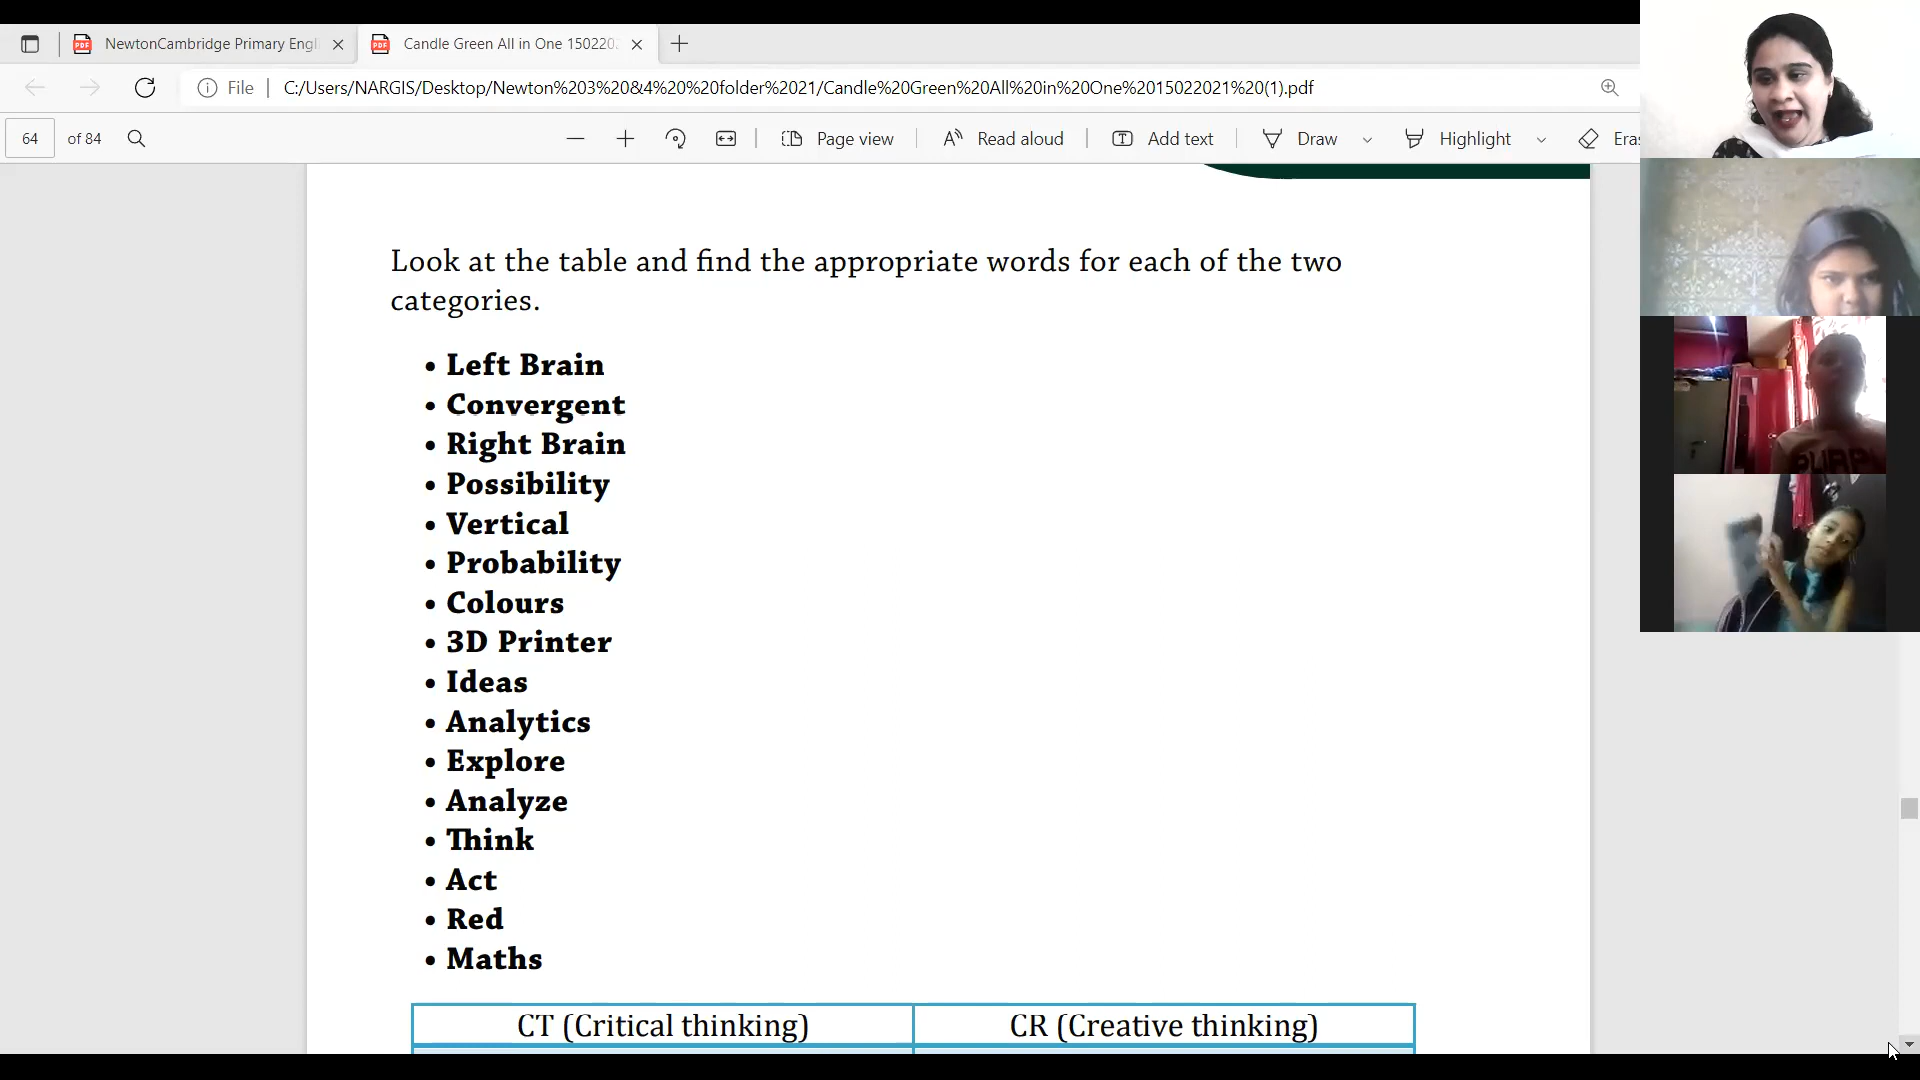 NewtonCambridge Primary Engl
Candle Green All in One 1502202
File
C:/Users/NARGIS/Desktop/Newton%203%20&4%20%20folder%2021/Candle%20Green%20All%20in%20One%2015022021%20(1).pdf
64 of 84
Page view
Read aloud
Add text
Draw
Highlight
Eras
Look at the table and find the appropriate words for each of the two
categories.
• Left Brain
• Convergent
• Right Brain
• Possibility
• Vertical
• Probability
• Colours
• 3D Printer
• Ideas
• Analytics
• Explore
• Analyze
• Think
• Act
• Red
• Maths
CT (Critical thinking)
CR (Creative thinking)